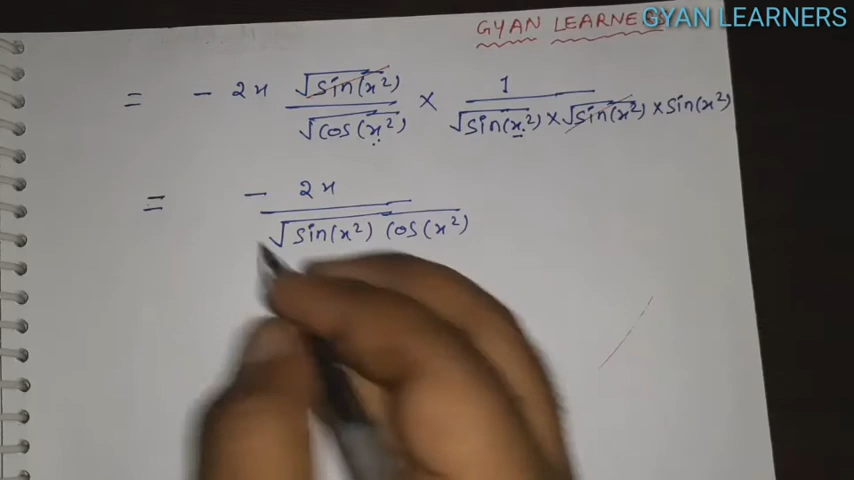 GYAN LEARNERS
GYAN LEARNERS
= - 2x √sin(x²) / √cos(x²) × 1 / √sin(x²) × √sin(x²) × sin(x²)
= - 2x / √sin(x²) cos(x²)